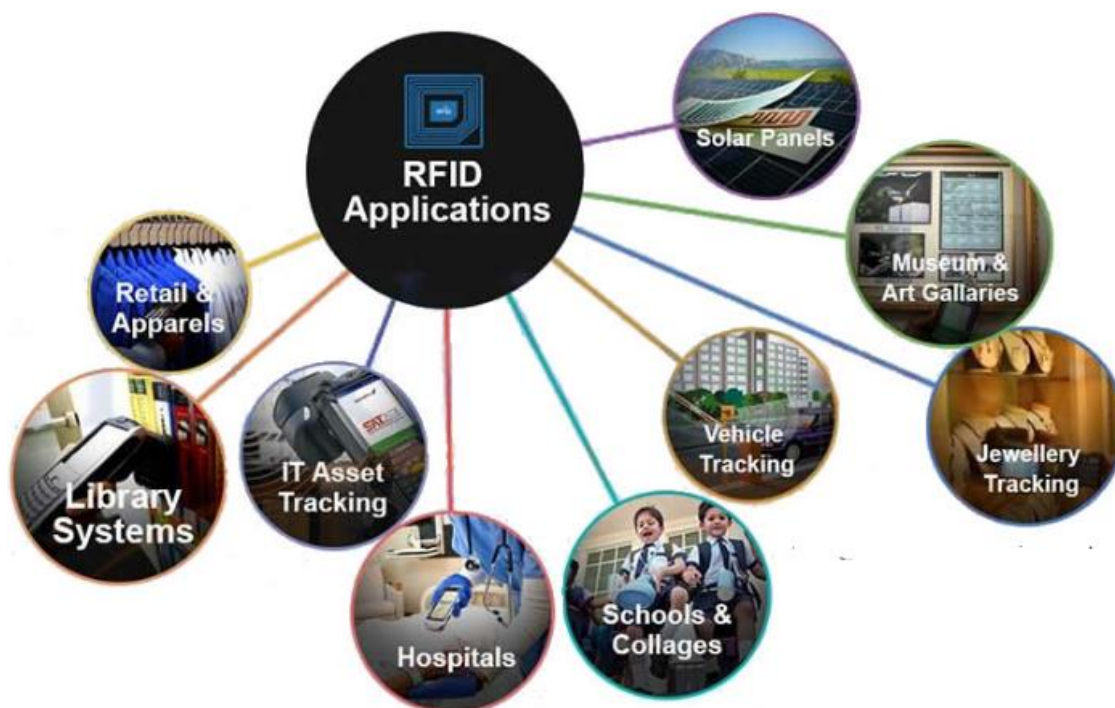 RFID
Applications
Solar Panels
Museum &
Art Gallaries
Retail &
Apparels
Vehicle
Tracking
Jewellery
Tracking
IT Asset
Tracking
Library
Systems
Schools &
Collages
Hospitals